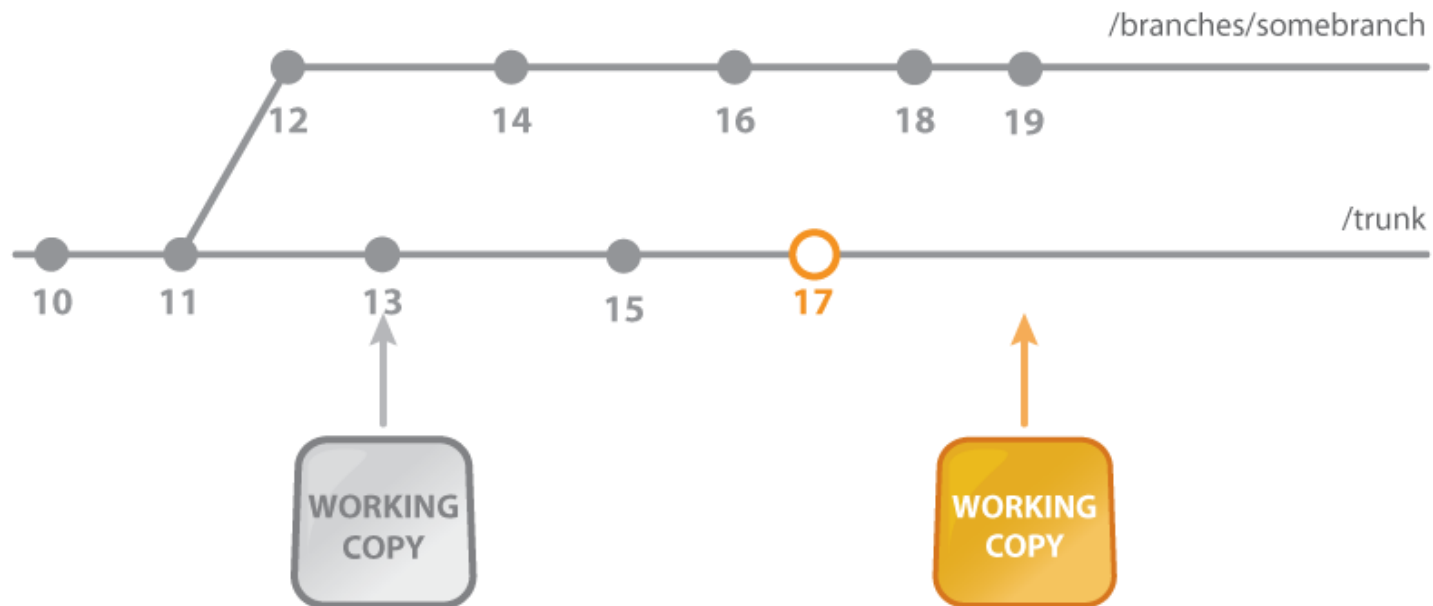 /branches/somebranch
12 14 16 18 19
/trunk
10 11 13 15 17
WORKING
COPY
WORKING
COPY